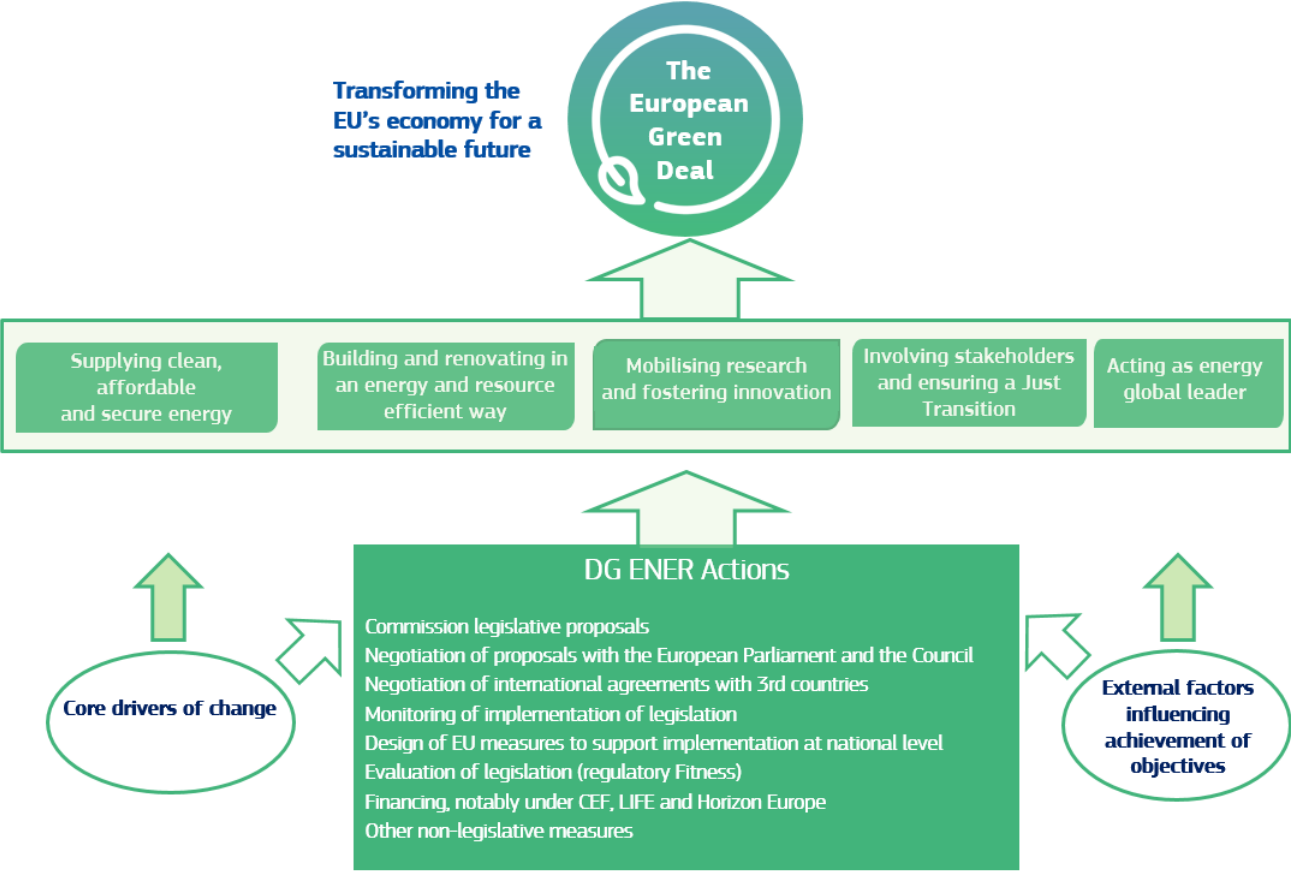 Transforming the
EU's economy for a
sustainable future
The
European
Green
Deal
Supplying clean,
affordable
and secure energy
Building and renovating in
an energy and resource
efficient way
Mobilising research
and fostering innovation
Involving stakeholders
and ensuring a Just
Transition
Acting as energy
global leader
DG ENER Actions
Commission legislative proposals
Negotiation of proposals with the European Parliament and the Council
Negotiation of international agreements with 3rd countries
Monitoring of implementation of legislation
Design of EU measures to support implementation at national level
Evaluation of legislation (regulatory Fitness)
Financing, notably under CEF, LIFE and Horizon Europe
Other non-legislative measures
Core drivers of change
External factors
influencing
achievement of
objectives